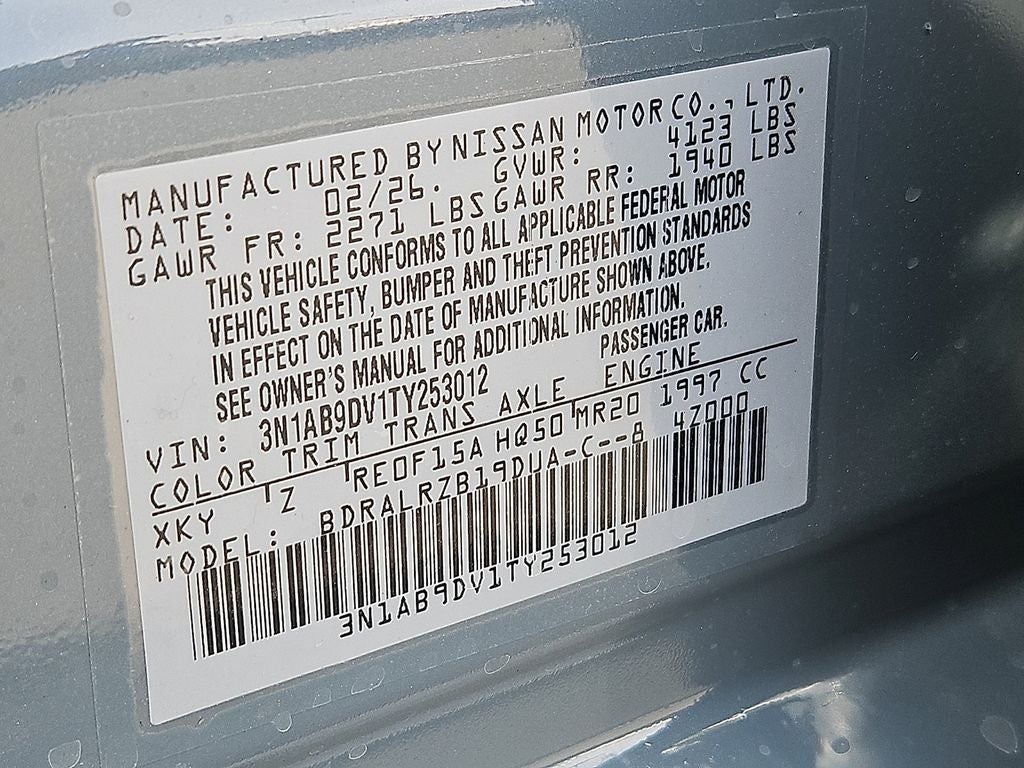 MANUFACTURED BY NISSAN MOTOR CO., LTD.
DATE: 02/26. GVWR: 4123 LBS
GAWR FR: 2271 LBS GAWR RR: 1940 LBS
THIS VEHICLE CONFORMS TO ALL APPLICABLE FEDERAL MOTOR
VEHICLE SAFETY, BUMPER AND THEFT PREVENTION STANDARDS
IN EFFECT ON THE DATE OF MANUFACTURE SHOWN ABOVE.
SEE OWNER'S MANUAL FOR ADDITIONAL INFORMATION.
VIN: 3N1AB9DV1TY253012 PASSENGER CAR.
COLOR TRIM TRANS AXLE ENGINE
XKY Z RE0F15A HQ50 MR20 1997 CC
MODEL: BDRALRZB19DUA-C--8 4Z000
3N1AB9DV1TY253012